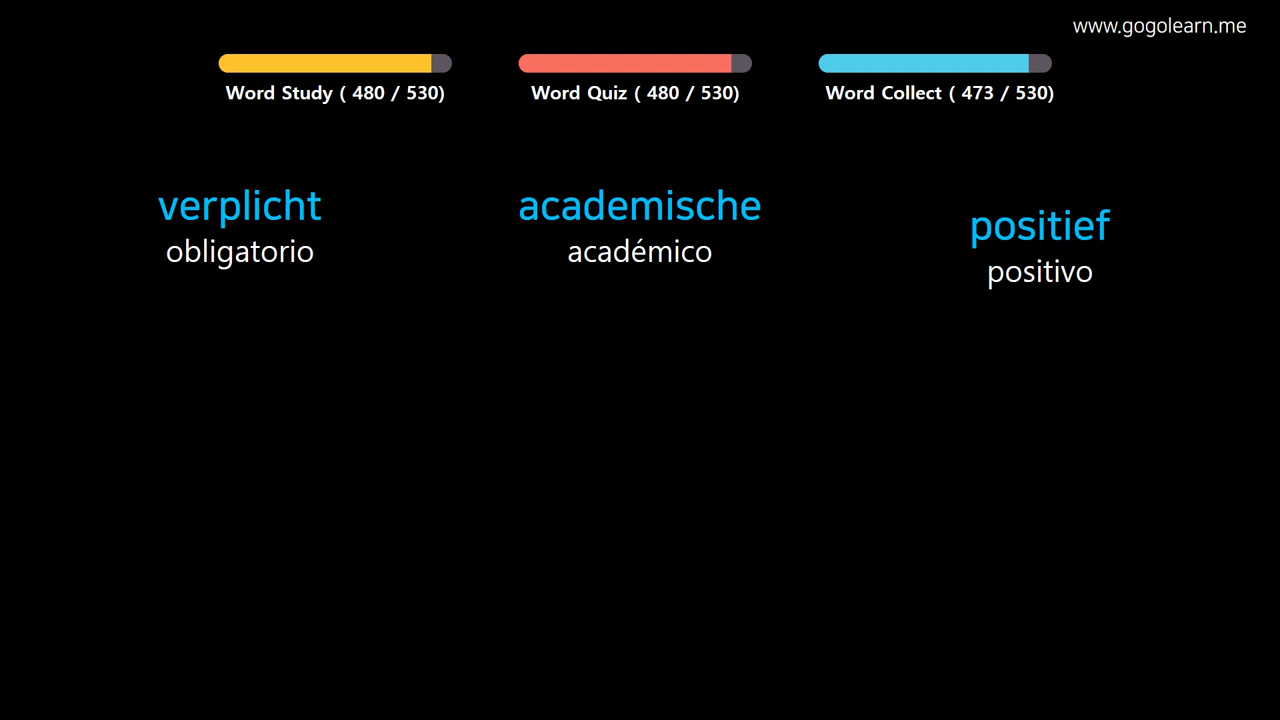 www.gogolearn.me
Word Study ( 480 / 530)
Word Quiz ( 480 / 530)
Word Collect ( 473 / 530)
verplicht
obligatorio
academische
académico
positief
positivo